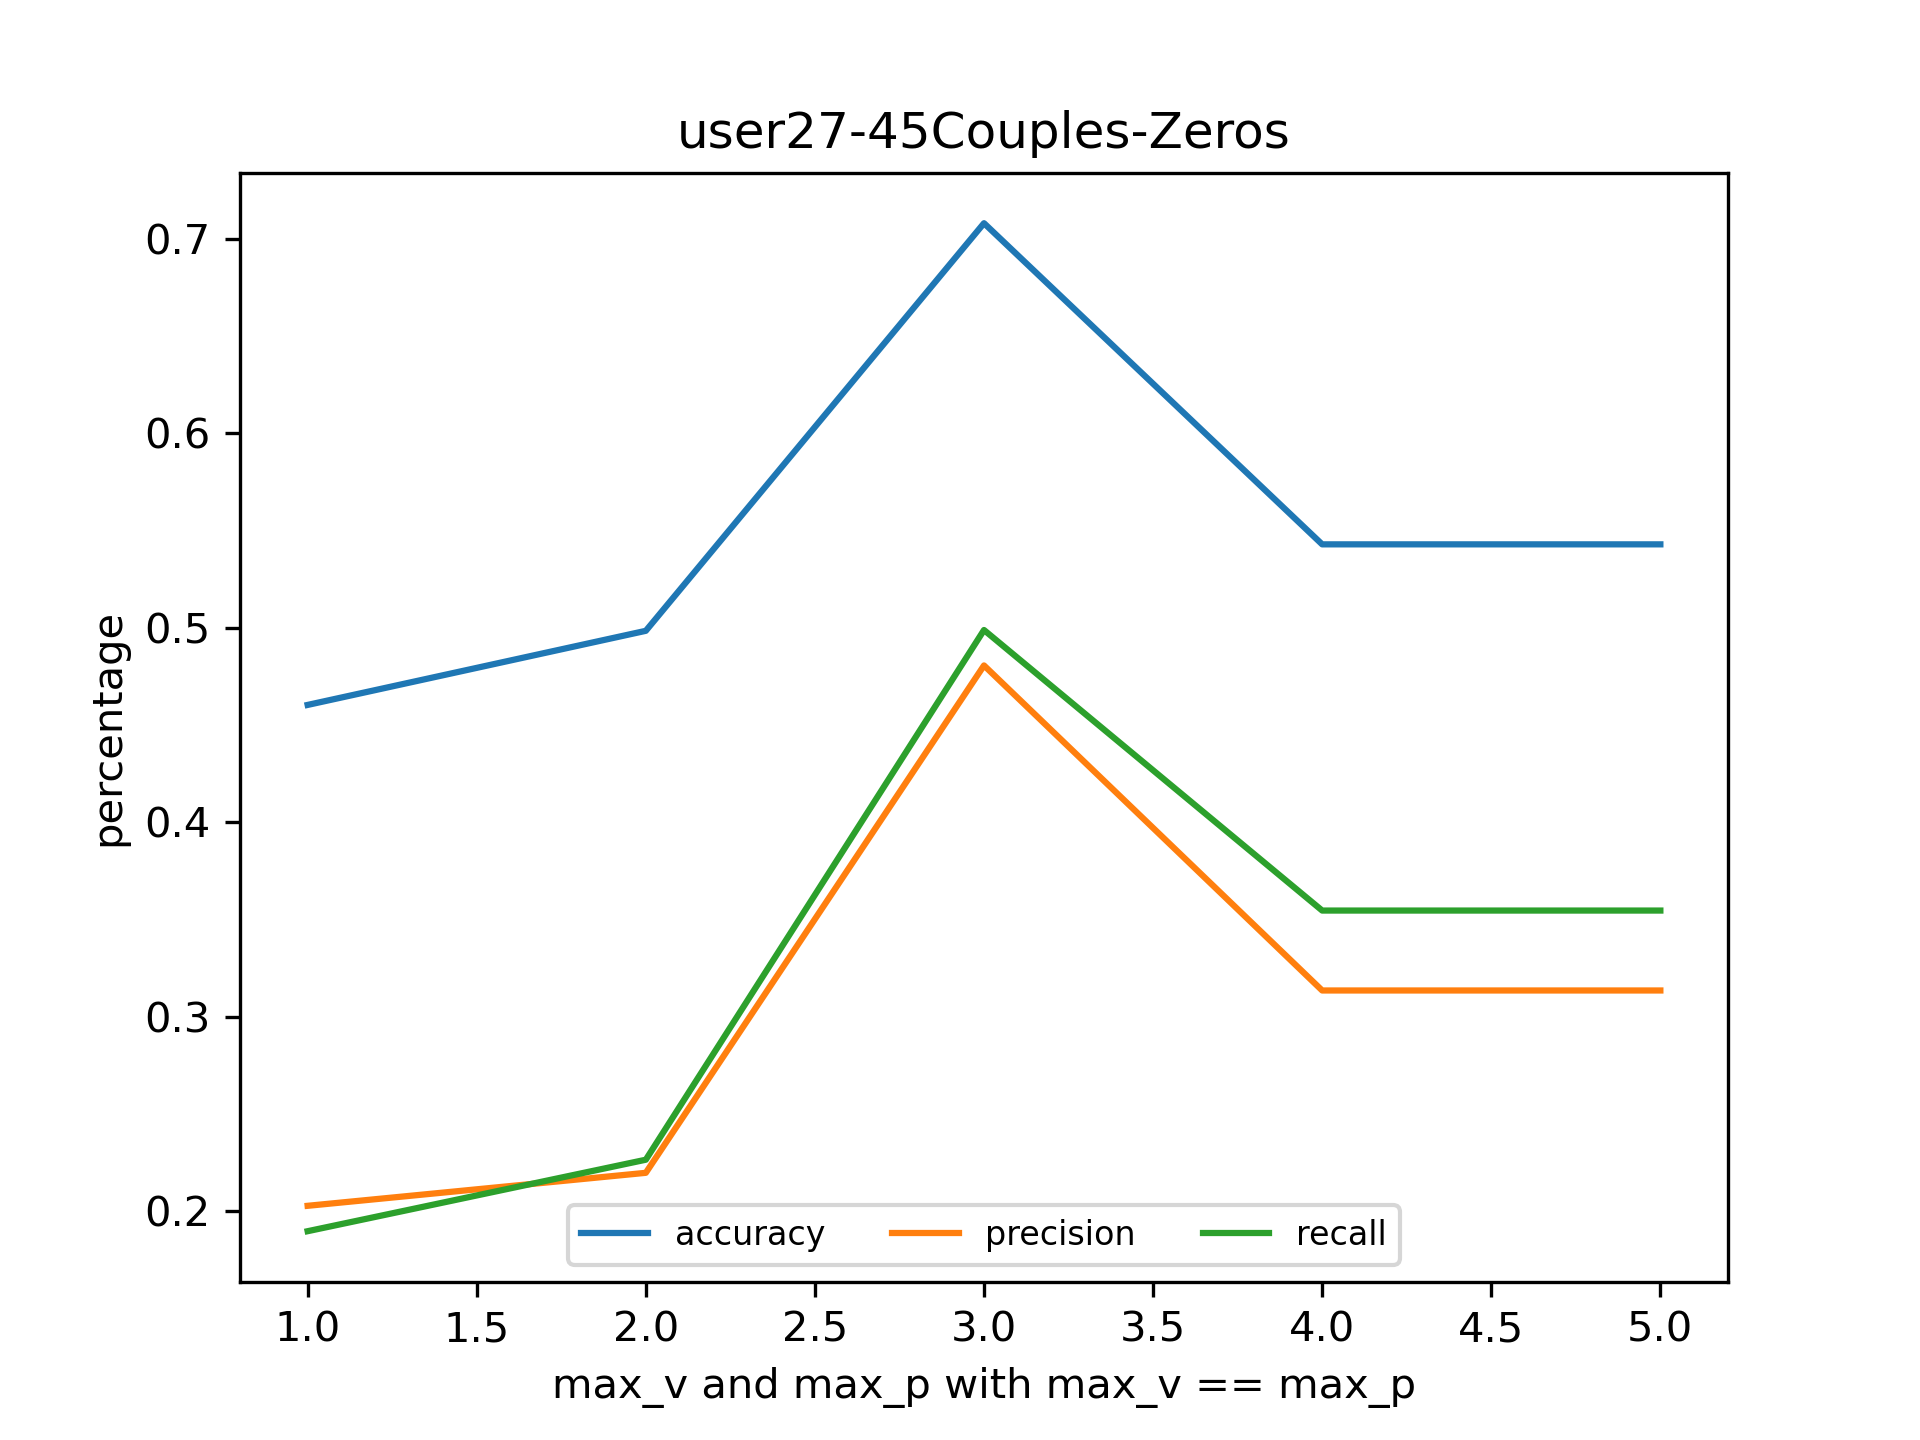 user27-45Couples-Zeros
percentage
0.7
0.6
0.5
0.4
0.3
0.2
accuracy precision recall
1.0 1.5 2.0 2.5 3.0 3.5 4.0 4.5 5.0
max_v and max_p with max_v == max_p